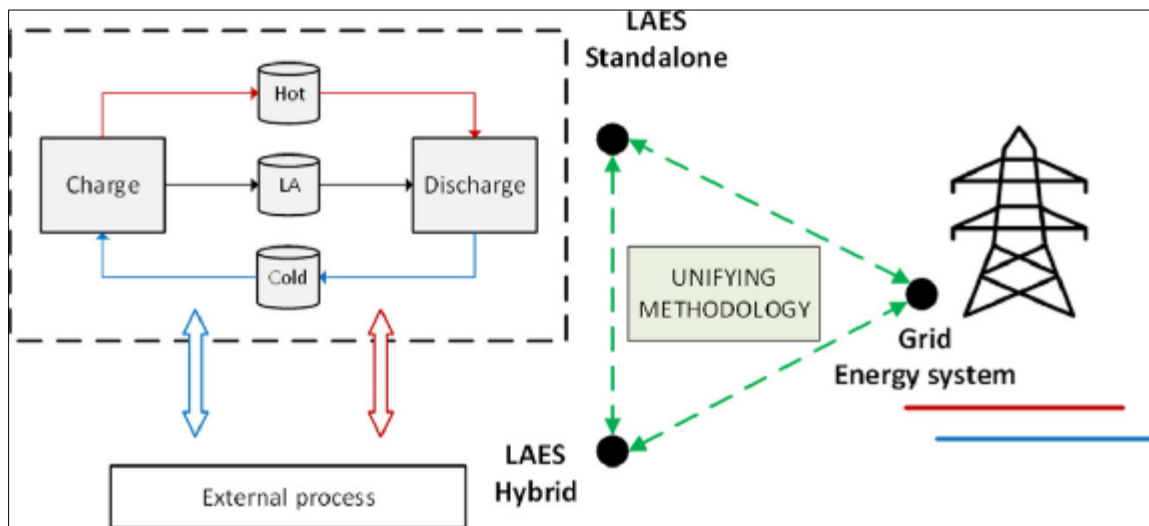 LAES
Standalone
Hot
Charge
LA
Discharge
Cold
UNIFYING
METHODOLOGY
Grid
Energy system
LAES
Hybrid
External process